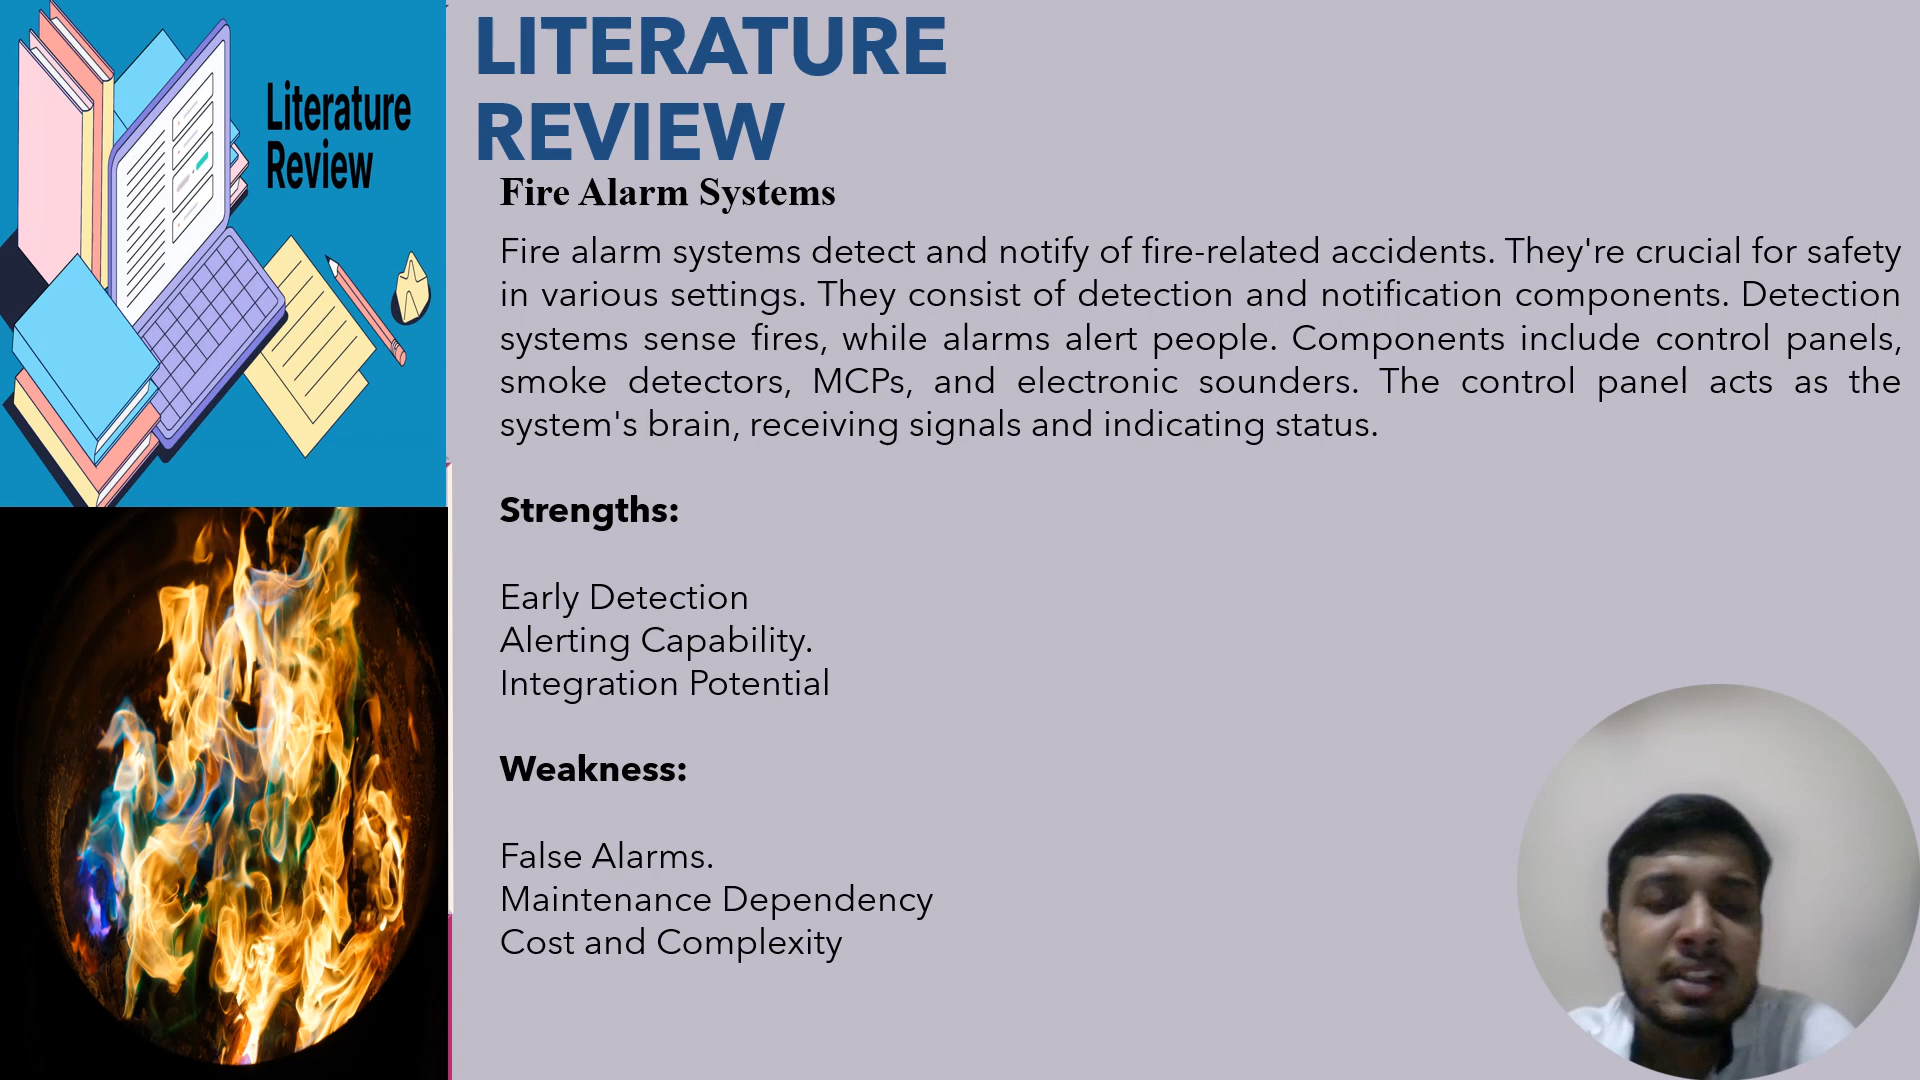 Literature
Review
LITERATURE
REVIEW
Fire Alarm Systems
Fire alarm systems detect and notify of fire-related accidents. They're crucial for safety
in various settings. They consist of detection and notification components. Detection
systems sense fires, while alarms alert people. Components include control panels,
smoke detectors, MCPs, and electronic sounders. The control panel acts as the
system's brain, receiving signals and indicating status.
Strengths:
Early Detection
Alerting Capability.
Integration Potential
Weakness:
False Alarms.
Maintenance Dependency
Cost and Complexity